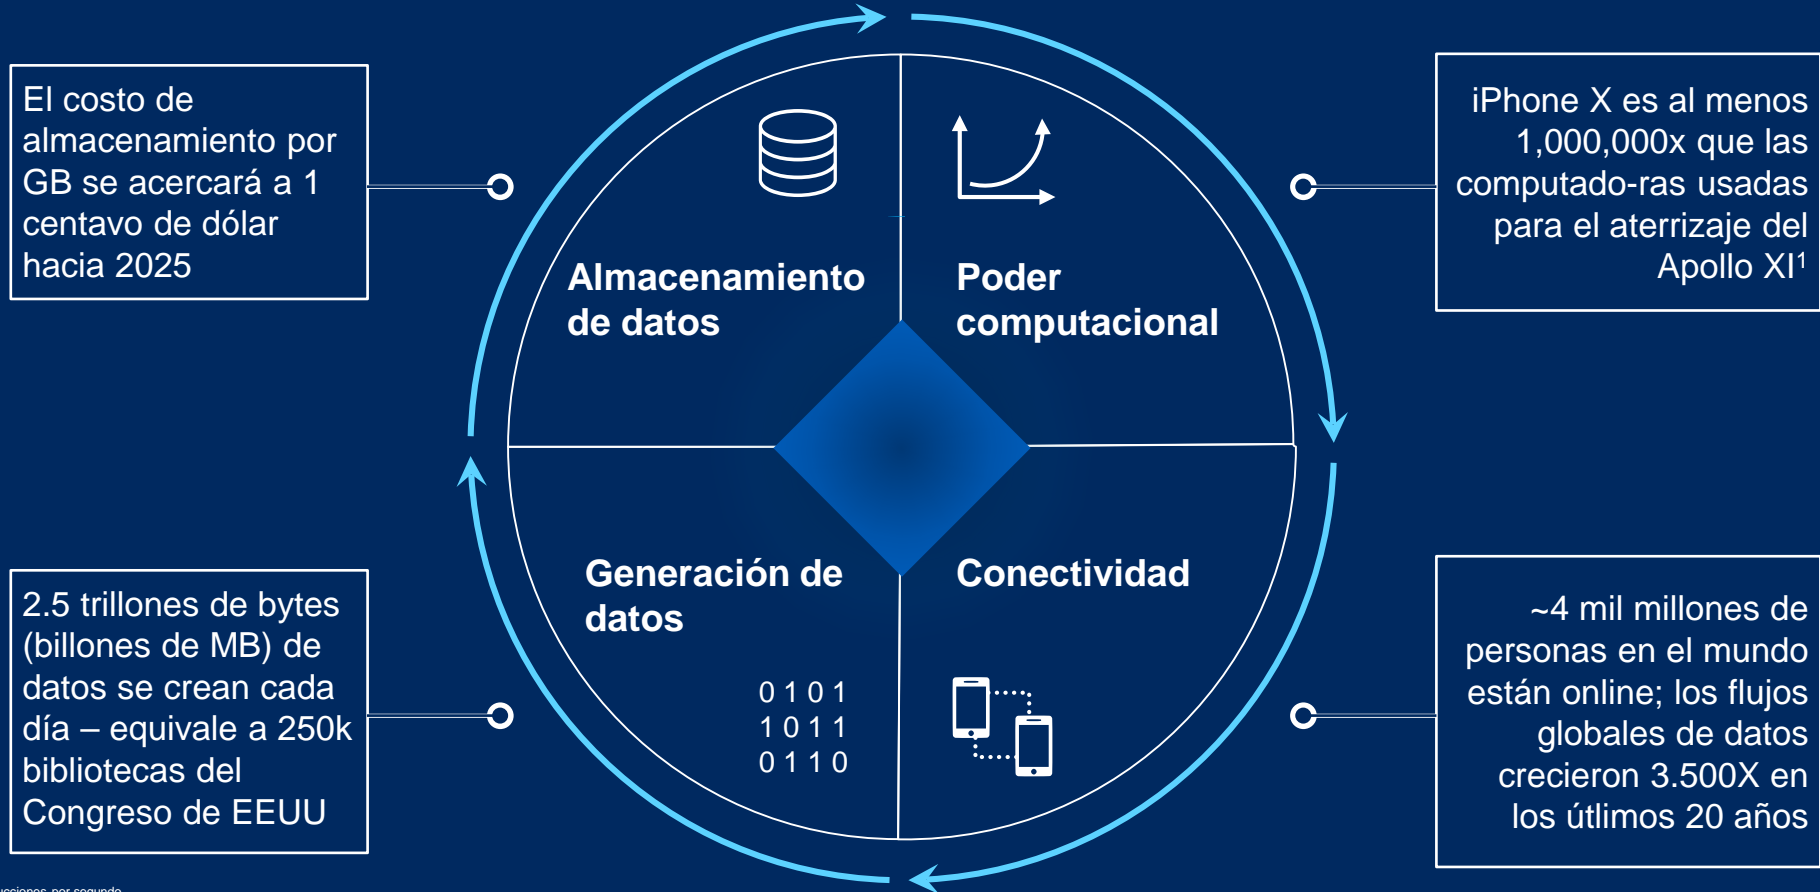 El costo de
almacenamiento por
GB se acercará a 1
centavo de dólar
hacia 2025
Almacenamiento
de datos
Poder
computacional
iPhone X es al menos
1,000,000x que las
computado-ras usadas
para el aterrizaje del
Apollo XI¹
2.5 trillones de bytes
(billones de MB) de
datos se crean cada
día – equivale a 250k
bibliotecas del
Congreso de EEUU
Generación de
datos
0 1 0 1
1 0 1 1
0 1 1 0
Conectividad
~4 mil millones de
personas en el mundo
están online; los flujos
globales de datos
crecieron 3.500X en
los útlimos 20 años
por segundo